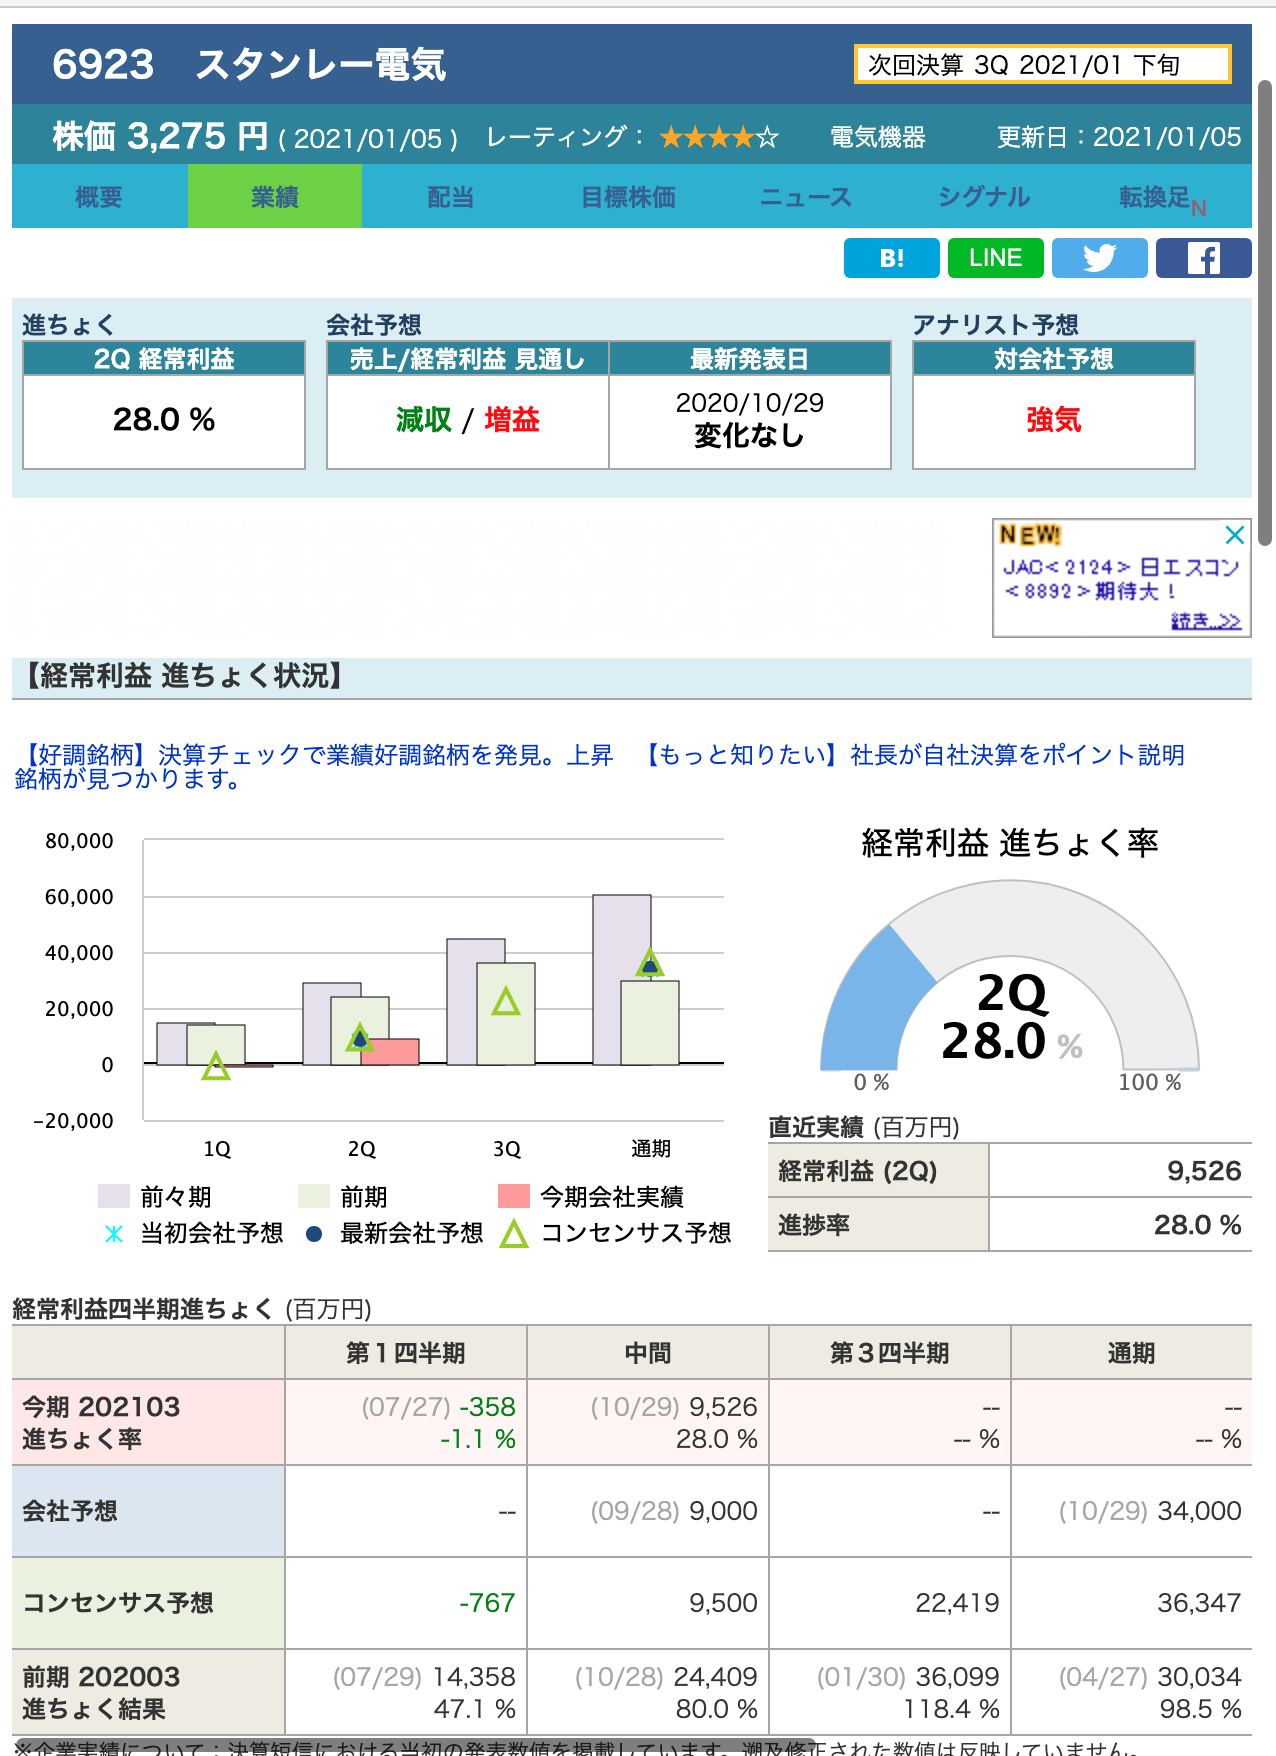 6923 スタンレー電気
次回決算 3Q 2021/01 下旬
株価 3,275 円 ( 2021/01/05 ) レーティング： ★★★★☆ 電気機器 更新日：2021/01/05
概要 業績 配当 目標株価 ニュース シグナル 転換足N
B! LINE
進ちょく 会社予想 アナリスト予想
2Q 経常利益 売上/経常利益 見通し 最新発表日 対会社予想
28.0 % 減収 / 増益 2020/10/29 強気
変化なし
NEW!
JAC<2124> 日エスコン
<8892>期待大！
続き..>>
【経常利益 進ちょく状況】
【好調銘柄】決算チェックで業績好調銘柄を発見。上昇
銘柄が見つかります。
【もっと知りたい】社長が自社決算をポイント説明
80,000
60,000
40,000
20,000
0
-20,000
1Q 2Q 3Q 通期
前々期 前期 今期会社実績
当初会社予想 最新会社予想 コンセンサス予想
経常利益 進ちょく率
2Q
28.0 %
0 % 100 %
直近実績 (百万円)
経常利益 (2Q) 9,526
進捗率 28.0 %
経常利益四半期進ちょく (百万円)
第１四半期 中間 第３四半期 通期
今期 202103 (07/27) -358 (10/29) 9,526 -- --
進ちょく率 -1.1 % 28.0 % -- % -- %
会社予想 -- (09/28) 9,000 -- (10/29) 34,000
コンセンサス予想 -767 9,500 22,419 36,347
前期 202003 (07/29) 14,358 (10/28) 24,409 (01/30) 36,099 (04/27) 30,034
進ちょく結果 47.1 % 80.0 % 118.4 % 98.5 %
※企業実績について：決算短信における当初の発表数値を掲載しています。遡及修正された数値は反映していません。